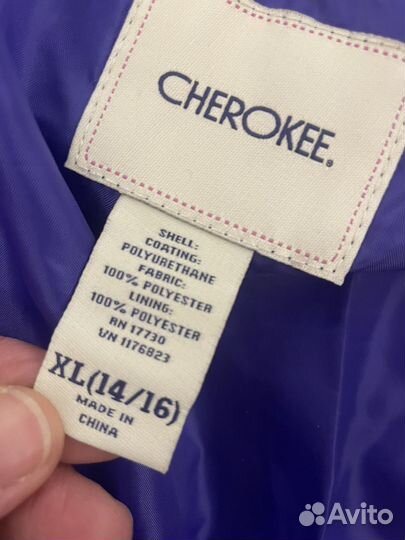 CHEROKEE.
SHELL:
COATING:
POLYURETHANE
FABRIC:
100% POLYESTER
LINING:
100% POLYESTER
RN 17730
VN 1176823
XL(14/16)
MADE IN
CHINA
Avito